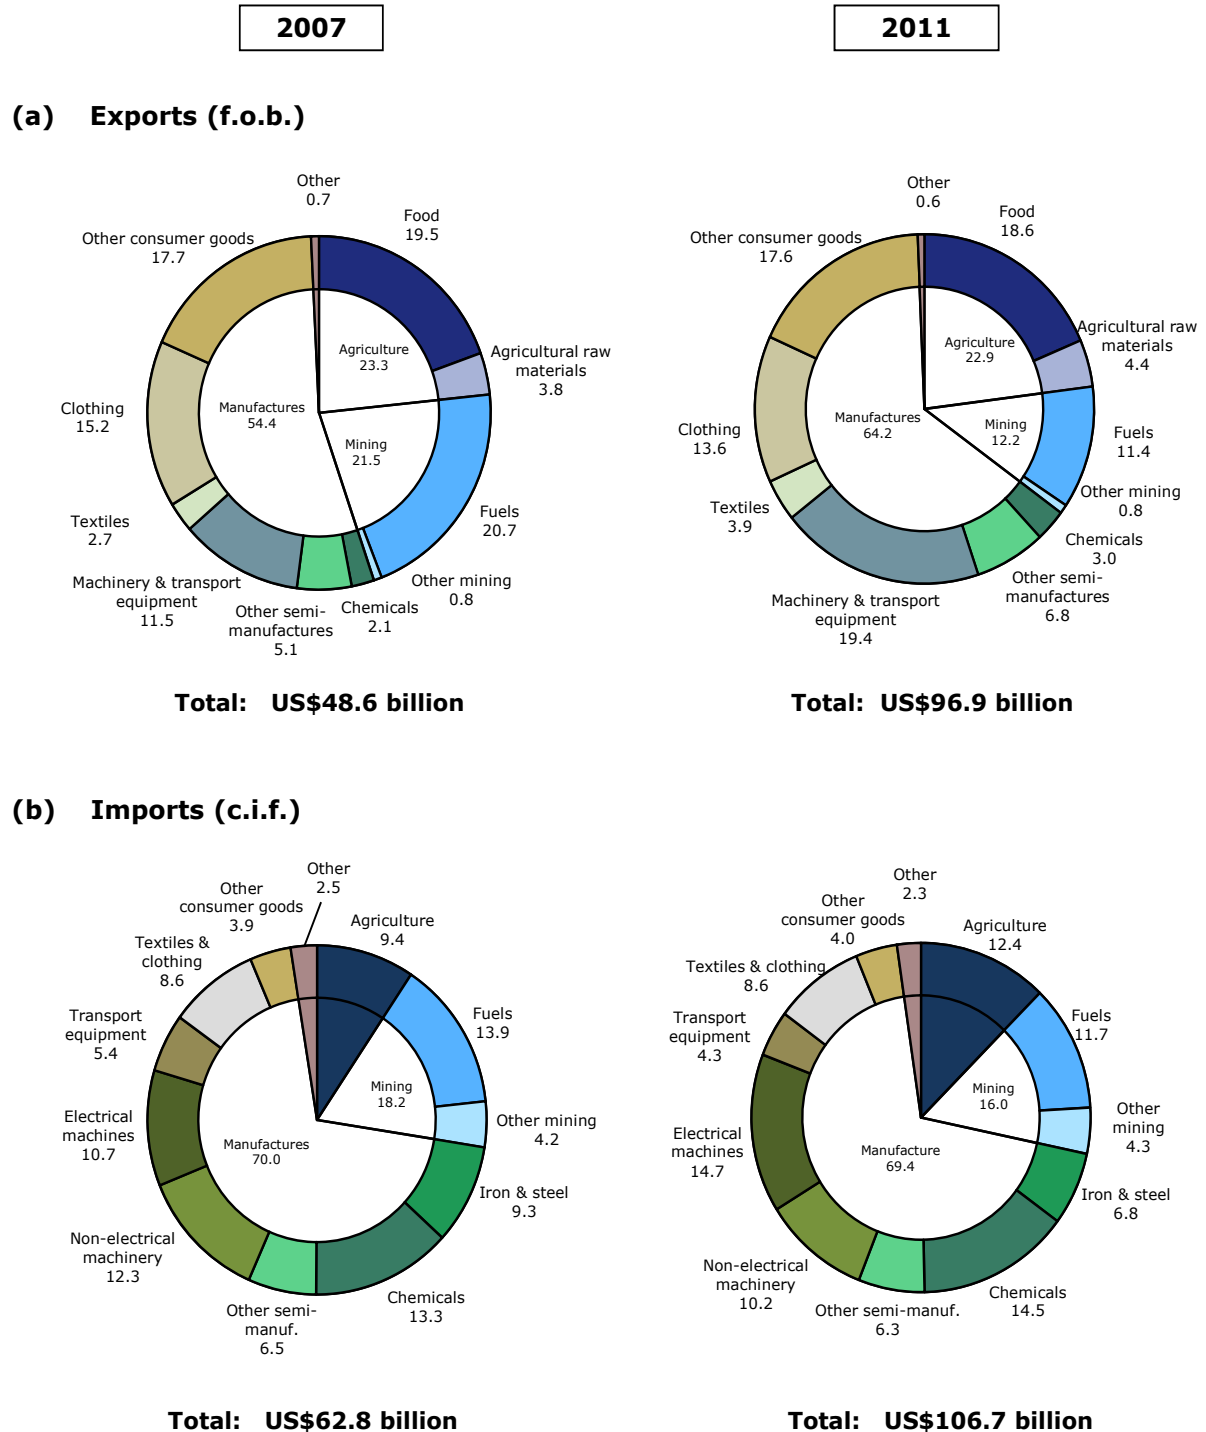 2007
2011
(a) Exports (f.o.b.)
Other
0.7
Food
19.5
Other consumer goods
17.7
Agriculture
23.3
Agricultural raw
materials
3.8
Clothing
15.2
Manufactures
54.4
Mining
21.5
Textiles
2.7
Fuels
20.7
Machinery & transport
equipment
11.5
Other semi-
manufactures
5.1
Chemicals
2.1
Other mining
0.8
Total: US$48.6 billion
Other
0.6
Food
18.6
Other consumer goods
17.6
Agriculture
22.9
Agricultural raw
materials
4.4
Clothing
13.6
Manufactures
64.2
Mining
12.2
Fuels
11.4
Textiles
3.9
Other mining
0.8
Chemicals
3.0
Other semi-
manufactures
6.8
Machinery & transport
equipment
19.4
Total: US$96.9 billion
(b) Imports (c.i.f.)
Other
2.5
Other
consumer goods
3.9
Agriculture
9.4
Textiles &
clothing
8.6
Transport
equipment
5.4
Fuels
13.9
Mining
18.2
Electrical
machines
10.7
Manufactures
70.0
Other mining
4.2
Iron & steel
9.3
Non-electrical
machinery
12.3
Chemicals
13.3
Other semi-
manuf.
6.5
Total: US$62.8 billion
Other
2.3
Other
consumer goods
4.0
Agriculture
12.4
Textiles & clothing
8.6
Transport
equipment
4.3
Fuels
11.7
Mining
16.0
Electrical
machines
14.7
Manufacture
69.4
Other
mining
4.3
Iron & steel
6.8
Non-electrical
machinery
10.2
Other semi-manuf.
6.3
Chemicals
14.5
Total: US$106.7 billion